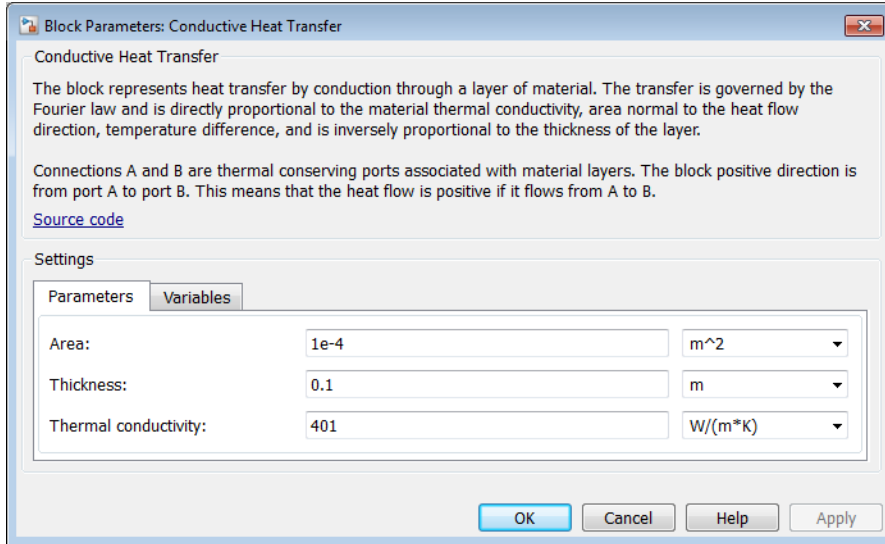 Block Parameters: Conductive Heat Transfer
Conductive Heat Transfer
The block represents heat transfer by conduction through a layer of material. The transfer is governed by the
Fourier law and is directly proportional to the material thermal conductivity, area normal to the heat flow
direction, temperature difference, and is inversely proportional to the thickness of the layer.
Connections A and B are thermal conserving ports associated with material layers. The block positive direction is
from port A to port B. This means that the heat flow is positive if it flows from A to B.
Source code
Settings
Parameters Variables
Area: 1e-4 m^2
Thickness: 0.1 m
Thermal conductivity: 401 W/(m*K)
OK Cancel Help Apply